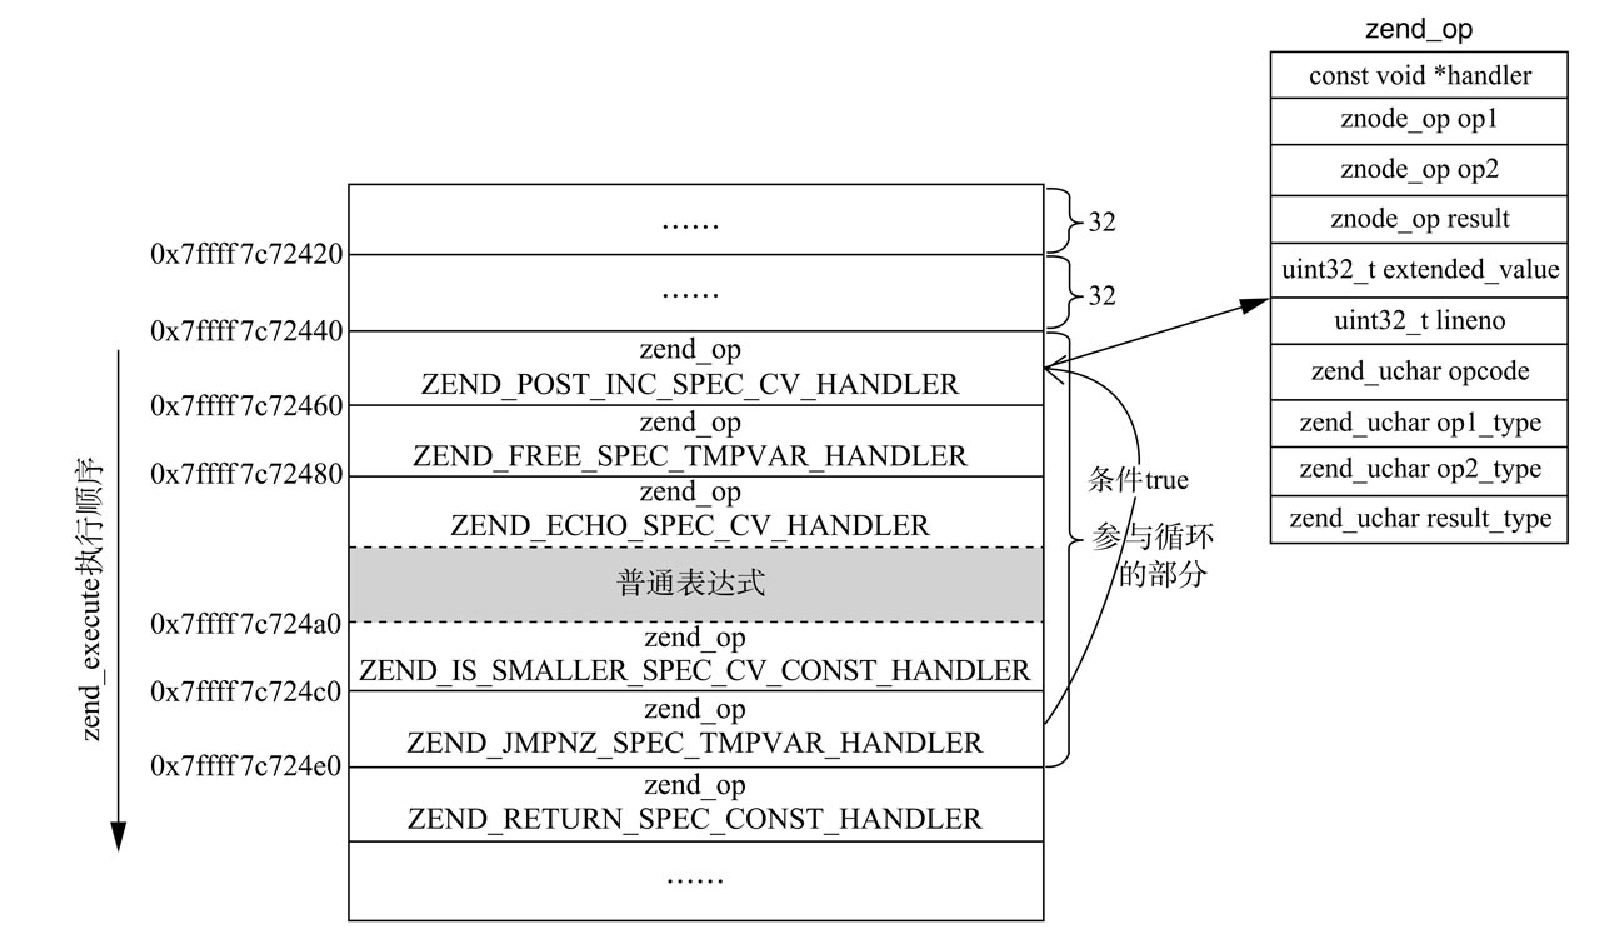 zend_op
const void *handler
znode_op op1
znode_op op2
znode_op result
uint32_t extended_value
uint32_t lineno
zend_uchar opcode
zend_uchar op1_type
zend_uchar op2_type
zend_uchar result_type
……
32
0x7ffff7c72420
……
32
0x7ffff7c72440
zend_op
ZEND_POST_INC_SPEC_CV_HANDLER
0x7ffff7c72460
zend_op
ZEND_FREE_SPEC_TMPVAR_HANDLER
0x7ffff7c72480
zend_op
ZEND_ECHO_SPEC_CV_HANDLER
普通表达式
0x7ffff7c724a0
zend_op
ZEND_IS_SMALLER_SPEC_CV_CONST_HANDLER
0x7ffff7c724c0
zend_op
ZEND_JMPNZ_SPEC_TMPVAR_HANDLER
0x7ffff7c724e0
zend_op
ZEND_RETURN_SPEC_CONST_HANDLER
……
条件true
参与循环
的部分
zend_execute执行顺序